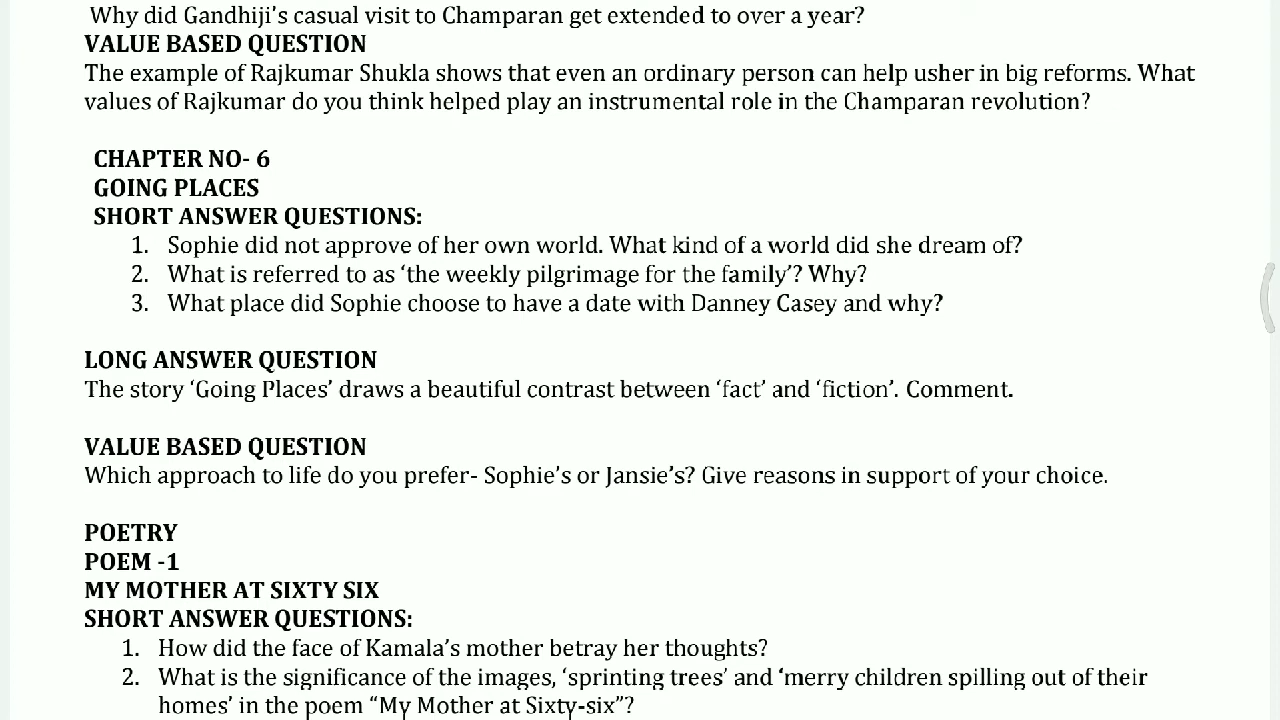 Why did Gandhiji's casual visit to Champaran get extended to over a year?
VALUE BASED QUESTION
The example of Rajkumar Shukla shows that even an ordinary person can help usher in big reforms. What
values of Rajkumar do you think helped play an instrumental role in the Champaran revolution?
CHAPTER NO- 6
GOING PLACES
SHORT ANSWER QUESTIONS:
1. Sophie did not approve of her own world. What kind of a world did she dream of?
2. What is referred to as ‘the weekly pilgrimage for the family’? Why?
3. What place did Sophie choose to have a date with Danney Casey and why?
LONG ANSWER QUESTION
The story ‘Going Places’ draws a beautiful contrast between ‘fact’ and ‘fiction’. Comment.
VALUE BASED QUESTION
Which approach to life do you prefer- Sophie’s or Jansie’s? Give reasons in support of your choice.
POETRY
POEM -1
MY MOTHER AT SIXTY SIX
SHORT ANSWER QUESTIONS:
1. How did the face of Kamala’s mother betray her thoughts?
2. What is the significance of the images, ‘sprinting trees’ and ‘merry children spilling out of their
homes’ in the poem “My Mother at Sixty-six”?